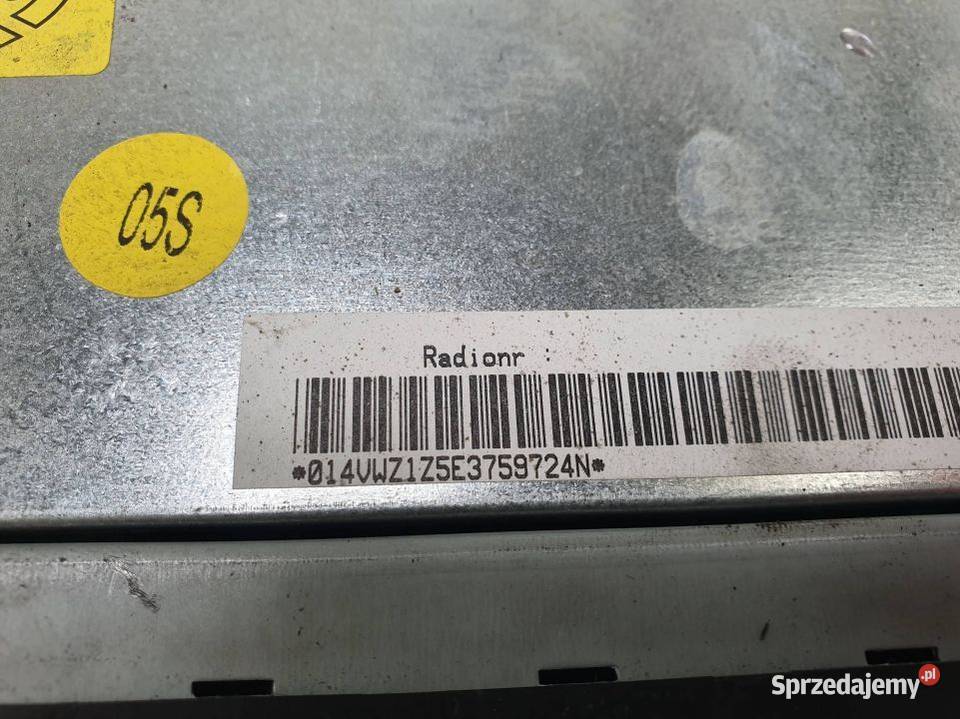 05S
Radionr :
*014VWZ1Z5E3759724N*
Sprzedajemy.pl